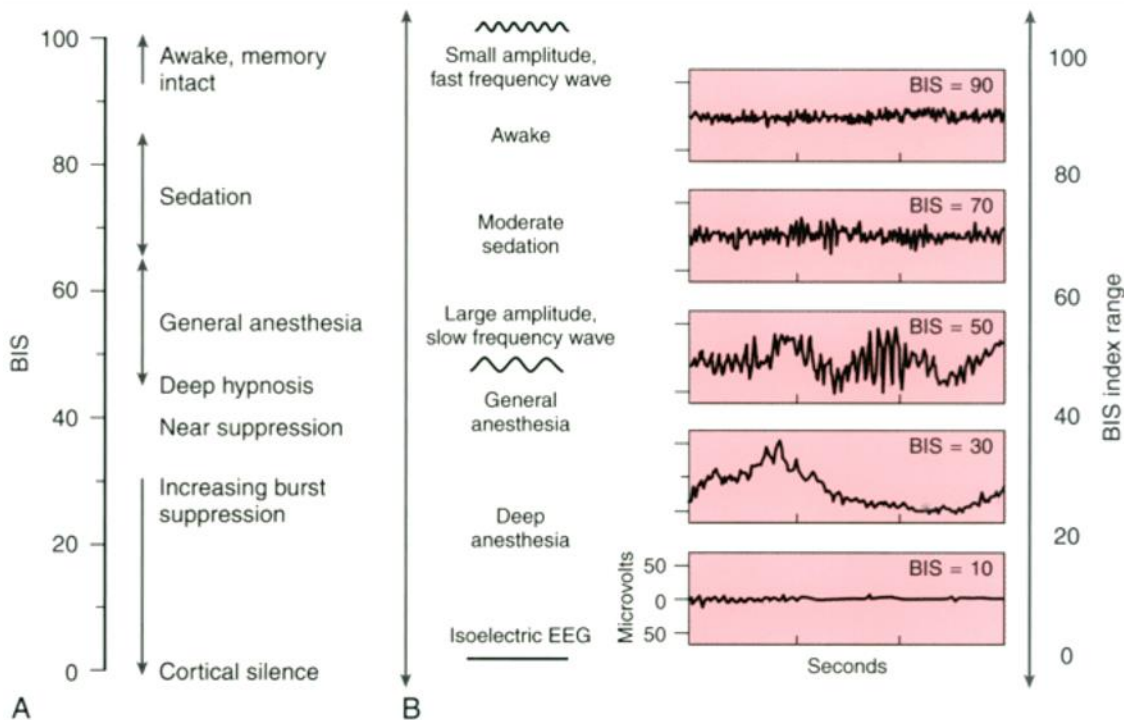 BIS
100
80
60
40
20
0
Awake, memory
intact
Sedation
General anesthesia
Deep hypnosis
Near suppression
Increasing burst
suppression
Cortical silence
A
Small amplitude,
fast frequency wave
Awake
Moderate
sedation
Large amplitude,
slow frequency wave
General
anesthesia
Deep
anesthesia
Isoelectric EEG
B
BIS = 90
BIS = 70
BIS = 50
BIS = 30
BIS = 10
Microvolts
50
0
50
Seconds
100
80
60
40
20
0
BIS index range